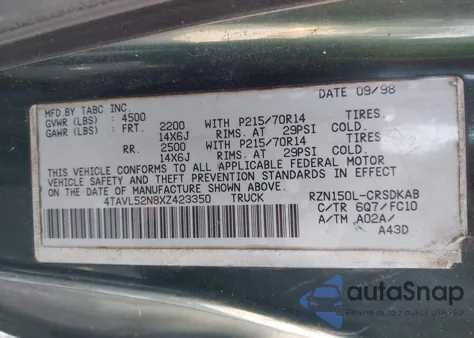 DATE 09/98
MFD.BY TABC INC.
GVWR (LBS) : 4500
GAWR (LBS) : FRT. 2200 WITH P215/70R14 TIRES
14X6J RIMS. AT 29PSI COLD.
RR. 2500 WITH P215/70R14 TIRES
14X6J RIMS. AT 29PSI COLD.
THIS VEHICLE CONFORMS TO ALL APPLICABLE FEDERAL MOTOR
VEHICLE SAFETY AND THEFT PREVENTION STANDARDS IN EFFECT ON
THE DATE OF MANUFACTURE SHOWN ABOVE.
4TAVL52N8XZ423350 TRUCK
RZN150L-CRSDKAB
C/TR 6Q7/FC10
A/TM A02A/
A43D
autoSnap